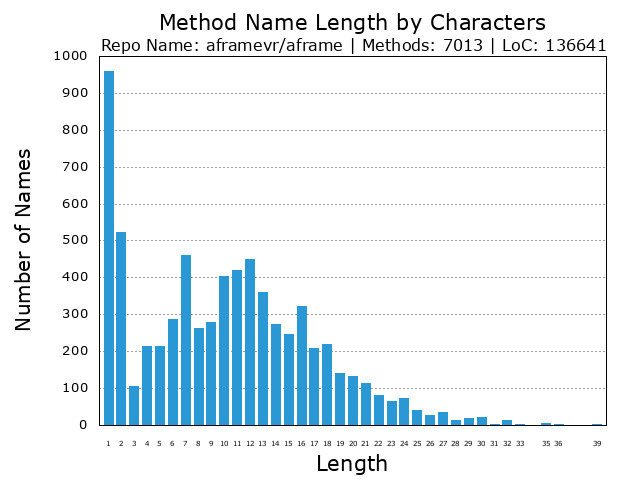 Method Name Length by Characters
Repo Name: aframevr/aframe | Methods: 7013 | LoC: 136641
1000
900
800
700
600
500
400
300
200
100
0
Number of Names
1 2 3 4 5 6 7 8 9 10 11 12 13 14 15 16 17 18 19 20 21 22 23 24 25 26 27 28 29 30 31 32 33 35 36 39
Length